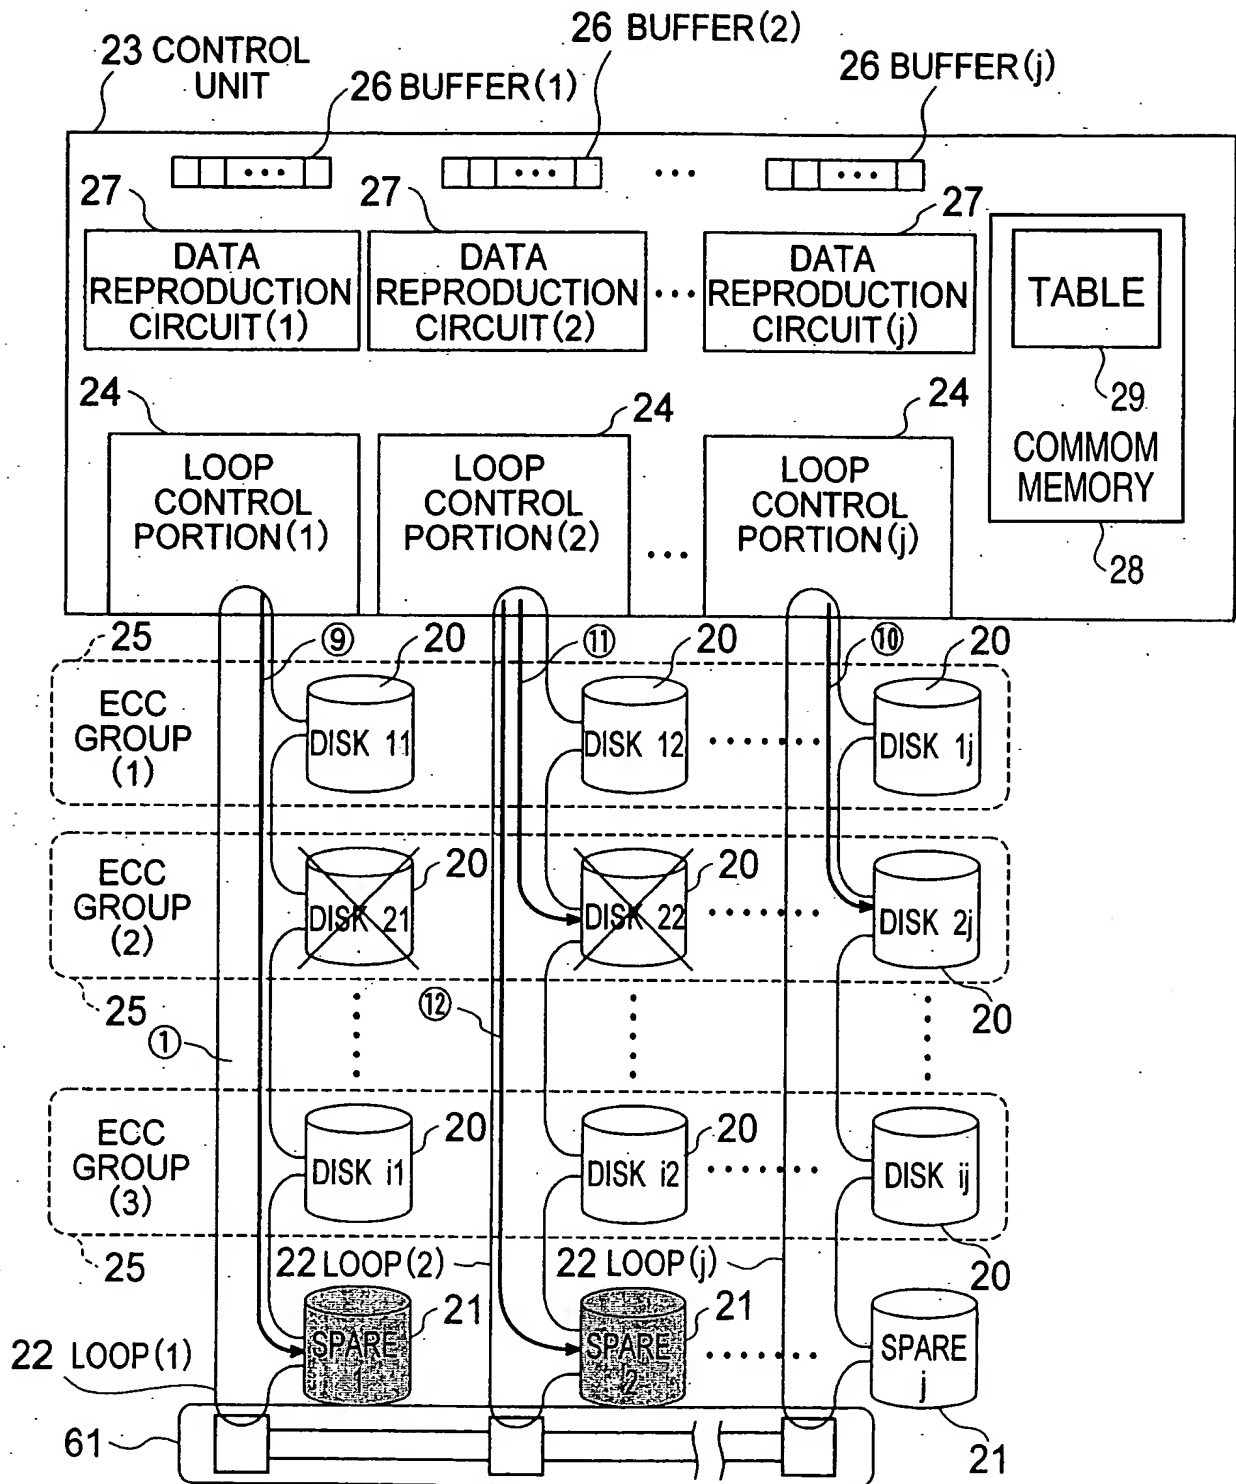 23 CONTROL UNIT
26 BUFFER(1)
26 BUFFER(2)
26 BUFFER(j)
27
27
27
DATA REPRODUCTION CIRCUIT(1)
DATA REPRODUCTION CIRCUIT(2)
DATA REPRODUCTION CIRCUIT(j)
TABLE
29
COMMOM MEMORY
28
24
24
24
LOOP CONTROL PORTION(1)
LOOP CONTROL PORTION(2)
LOOP CONTROL PORTION(j)
25
⑨
20
⑪
20
⑩
20
ECC GROUP (1)
DISK 11
DISK 12
DISK 1j
ECC GROUP (2)
DISK 21
20
DISK 22
20
DISK 2j
20
25
①
⑫
ECC GROUP (3)
DISK i1
20
DISK i2
20
DISK ij
20
25
22 LOOP(2)
22 LOOP(j)
22 LOOP(1)
SPARE 1
21
SPARE i2
21
SPARE j
21
61